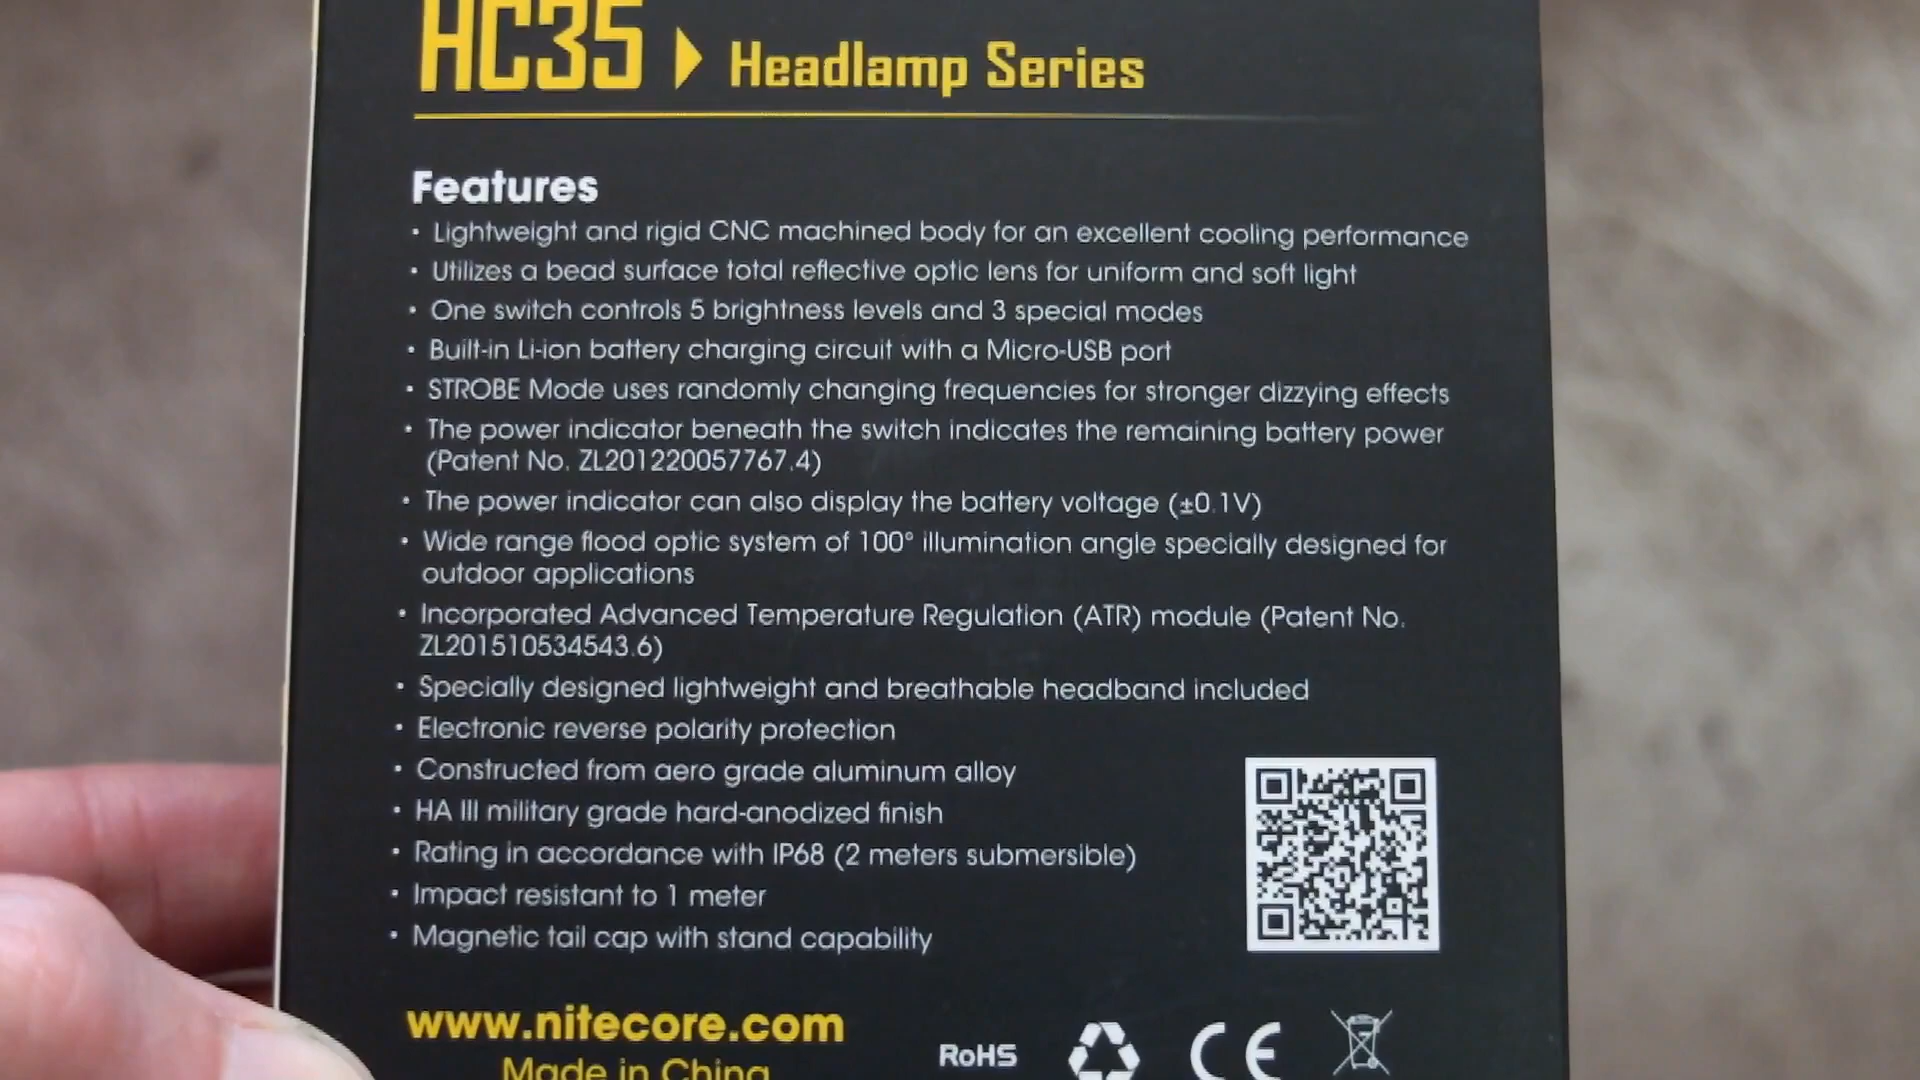 HC35 Headlamp Series
Features
• Lightweight and rigid CNC machined body for an excellent cooling performance
• Utilizes a bead surface total reflective optic lens for uniform and soft light
• One switch controls 5 brightness levels and 3 special modes
• Built-in Li-ion battery charging circuit with a Micro-USB port
• STROBE Mode uses randomly changing frequencies for stronger dizzying effects
• The power indicator beneath the switch indicates the remaining battery power
(Patent No. ZL201220057767.4)
• The power indicator can also display the battery voltage (±0.1V)
• Wide range flood optic system of 100° illumination angle specially designed for
outdoor applications
• Incorporated Advanced Temperature Regulation (ATR) module (Patent No.
ZL201510534543.6)
• Specially designed lightweight and breathable headband included
• Electronic reverse polarity protection
• Constructed from aero grade aluminum alloy
• HA III military grade hard-anodized finish
• Rating in accordance with IP68 (2 meters submersible)
• Impact resistant to 1 meter
• Magnetic tail cap with stand capability
www.nitecore.com
Made in China
RoHS CE